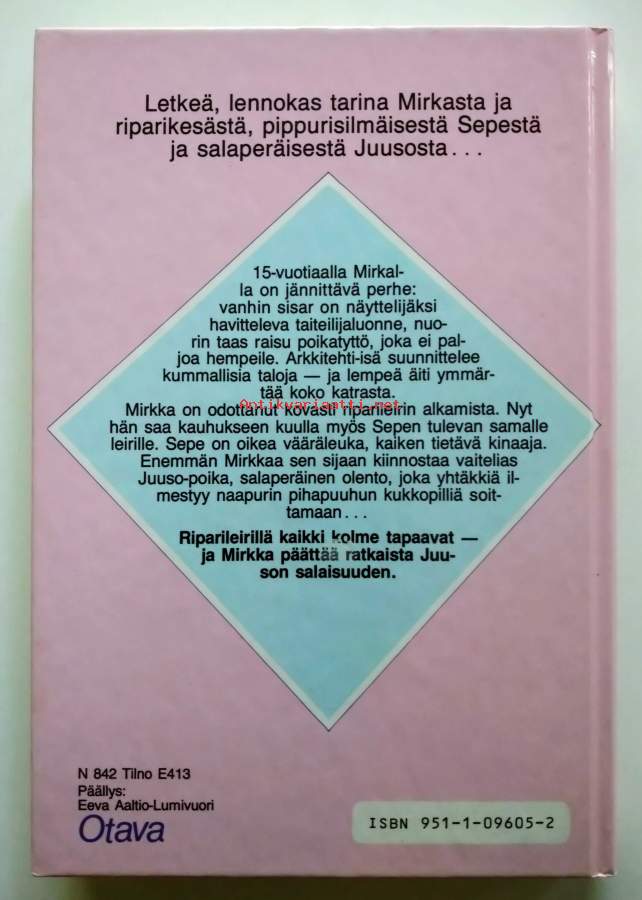 Letkeä, lennokas tarina Mirkasta ja
riparikesästä, pippurisilmäisestä Sepestä
ja salaperäisestä Juusosta...
15-vuotiaalla Mirkal-
la on jännittävä perhe:
vanhin sisar on näyttelijäksi
havitteleva taiteilijaluonne, nuo-
rin taas raisu poikatyttö, joka ei pal-
joa hempeile. Arkkitehti-isä suunnittelee
kummallisia taloja — ja lempeä äiti ymmär-
tää koko katrasta.
Antikvariaatti.net
Mirkka on odottanut kovasti riparileirin alkamista. Nyt
hän saa kauhukseen kuulla myös Sepen tulevan samalle
leirille. Sepe on oikea vääräleuka, kaiken tietävä kinaaja.
Enemmän Mirkkaa sen sijaan kiinnostaa vaitelias
Juuso-poika, salaperäinen olento, joka yhtäkkiä il-
mestyy naapurin pihapuuhun kukkopilliä soit-
tamaan...
Riparileirillä kaikki kolme tapaavat —
ja Mirkka päättää ratkaista Juu-
son salaisuuden.
N 842 Tilno E413
Päällys:
Eeva Aaltio-Lumivuori
Otava
ISBN 951-1-09605-2